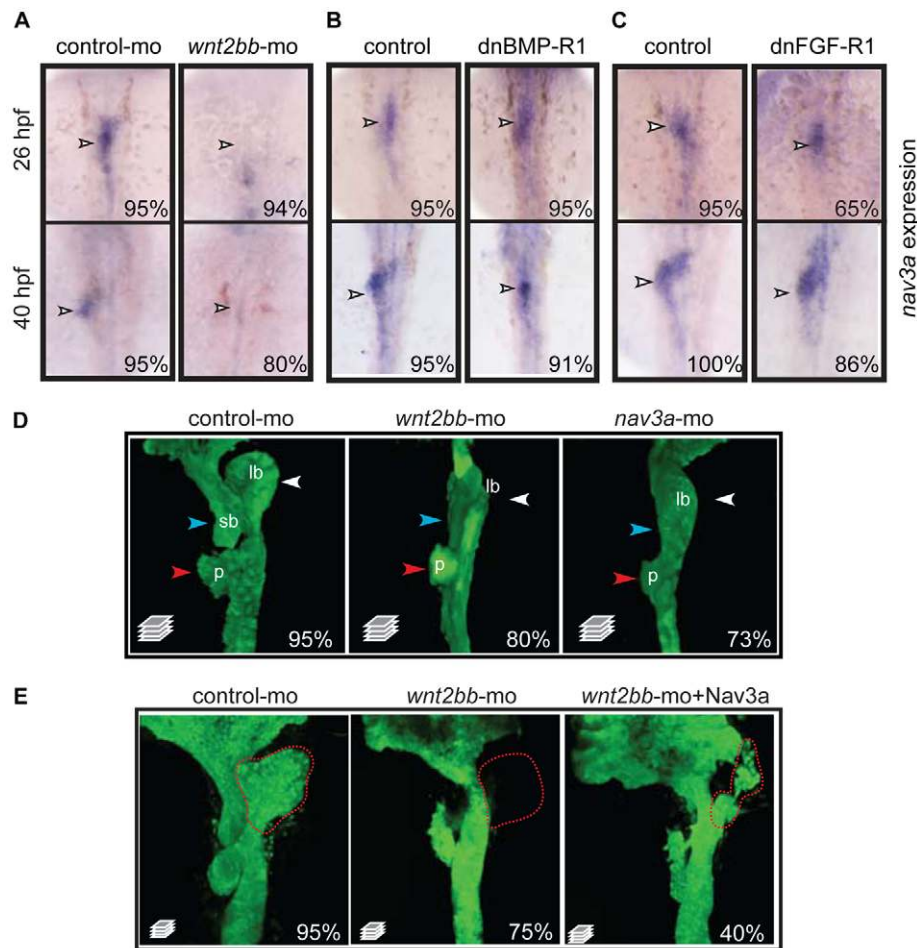 A
B
C
control-mo wnt2bb-mo
control dnBMP-R1
control dnFGF-R1
26 hpf
95% 94% 95% 95% 95% 65%
40 hpf
95% 80% 95% 91% 100% 86%
nav3a expression
D
control-mo wnt2bb-mo nav3a-mo
lb lb lb
sb
p p p
95% 80% 73%
E
control-mo wnt2bb-mo wnt2bb-mo+Nav3a
95% 75% 40%